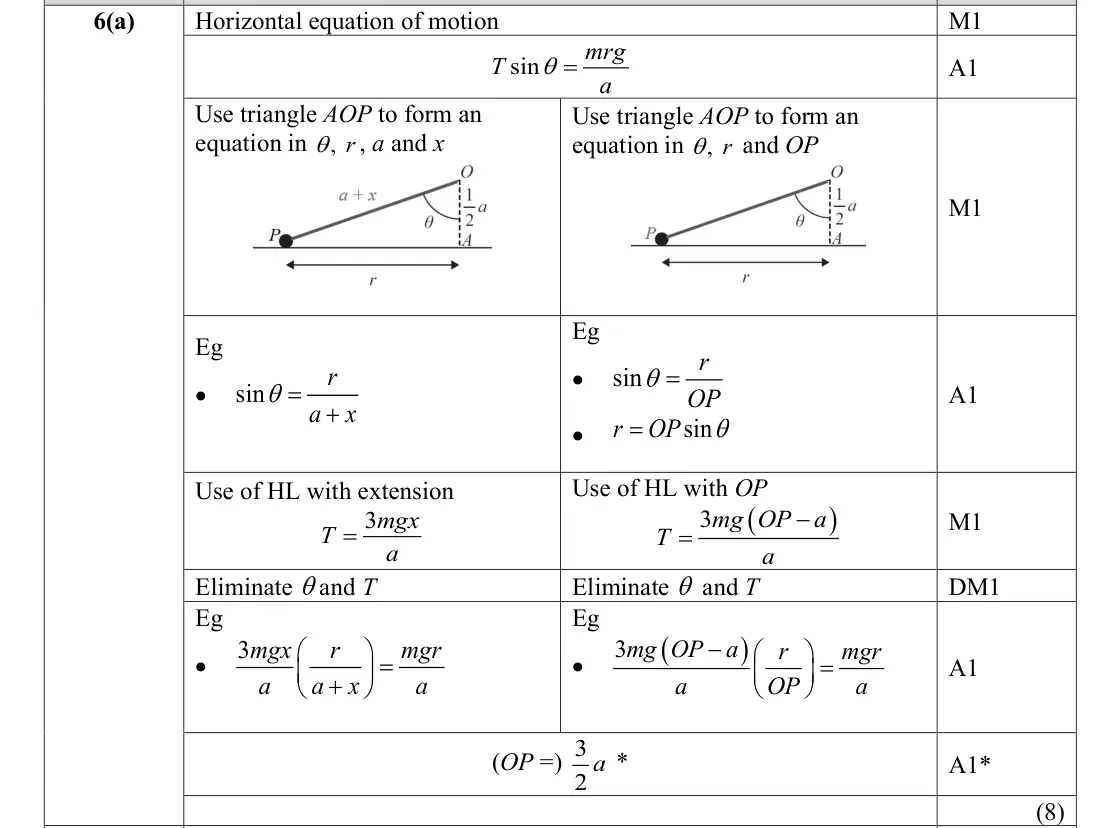 6(a) Horizontal equation of motion M1
T sin θ = mrg/a A1
Use triangle AOP to form an
equation in θ, r, a and x
O
a + x
1/2 a
θ
P
A
r
Use triangle AOP to form an
equation in θ, r and OP
O
1/2 a
θ
P
A
r
M1
Eg
• sin θ = r/(a + x)
Eg
• sin θ = r/OP
• r = OP sin θ
A1
Use of HL with extension
T = 3mgx/a
Use of HL with OP
T = 3mg(OP − a)/a
M1
Eliminate θ and T Eliminate θ and T DM1
Eg
• 3mgx/a (r/(a + x)) = mgr/a
Eg
• 3mg(OP − a)/a (r/OP) = mgr/a
A1
(OP =) 3/2 a * A1*
(8)